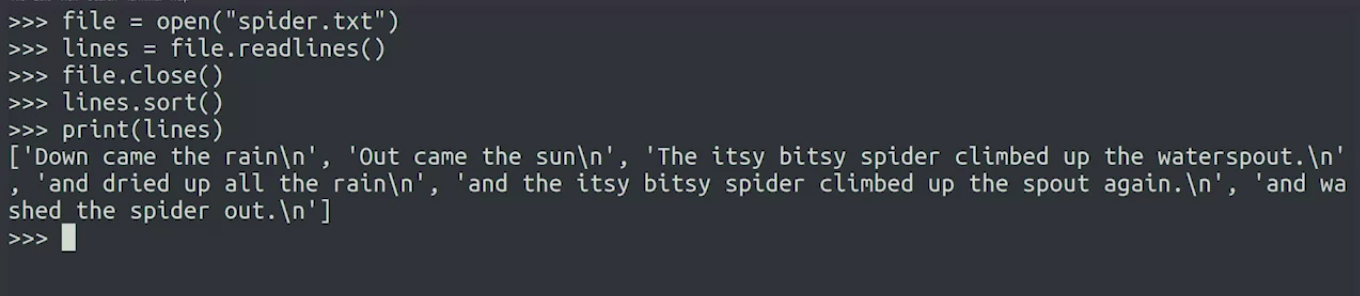 >>> file = open("spider.txt")
>>> lines = file.readlines()
>>> file.close()
>>> lines.sort()
>>> print(lines)
['Down came the rain\n', 'Out came the sun\n', 'The itsy bitsy spider climbed up the waterspout.\n'
, 'and dried up all the rain\n', 'and the itsy bitsy spider climbed up the spout again.\n', 'and wa
shed the spider out.\n']
>>>